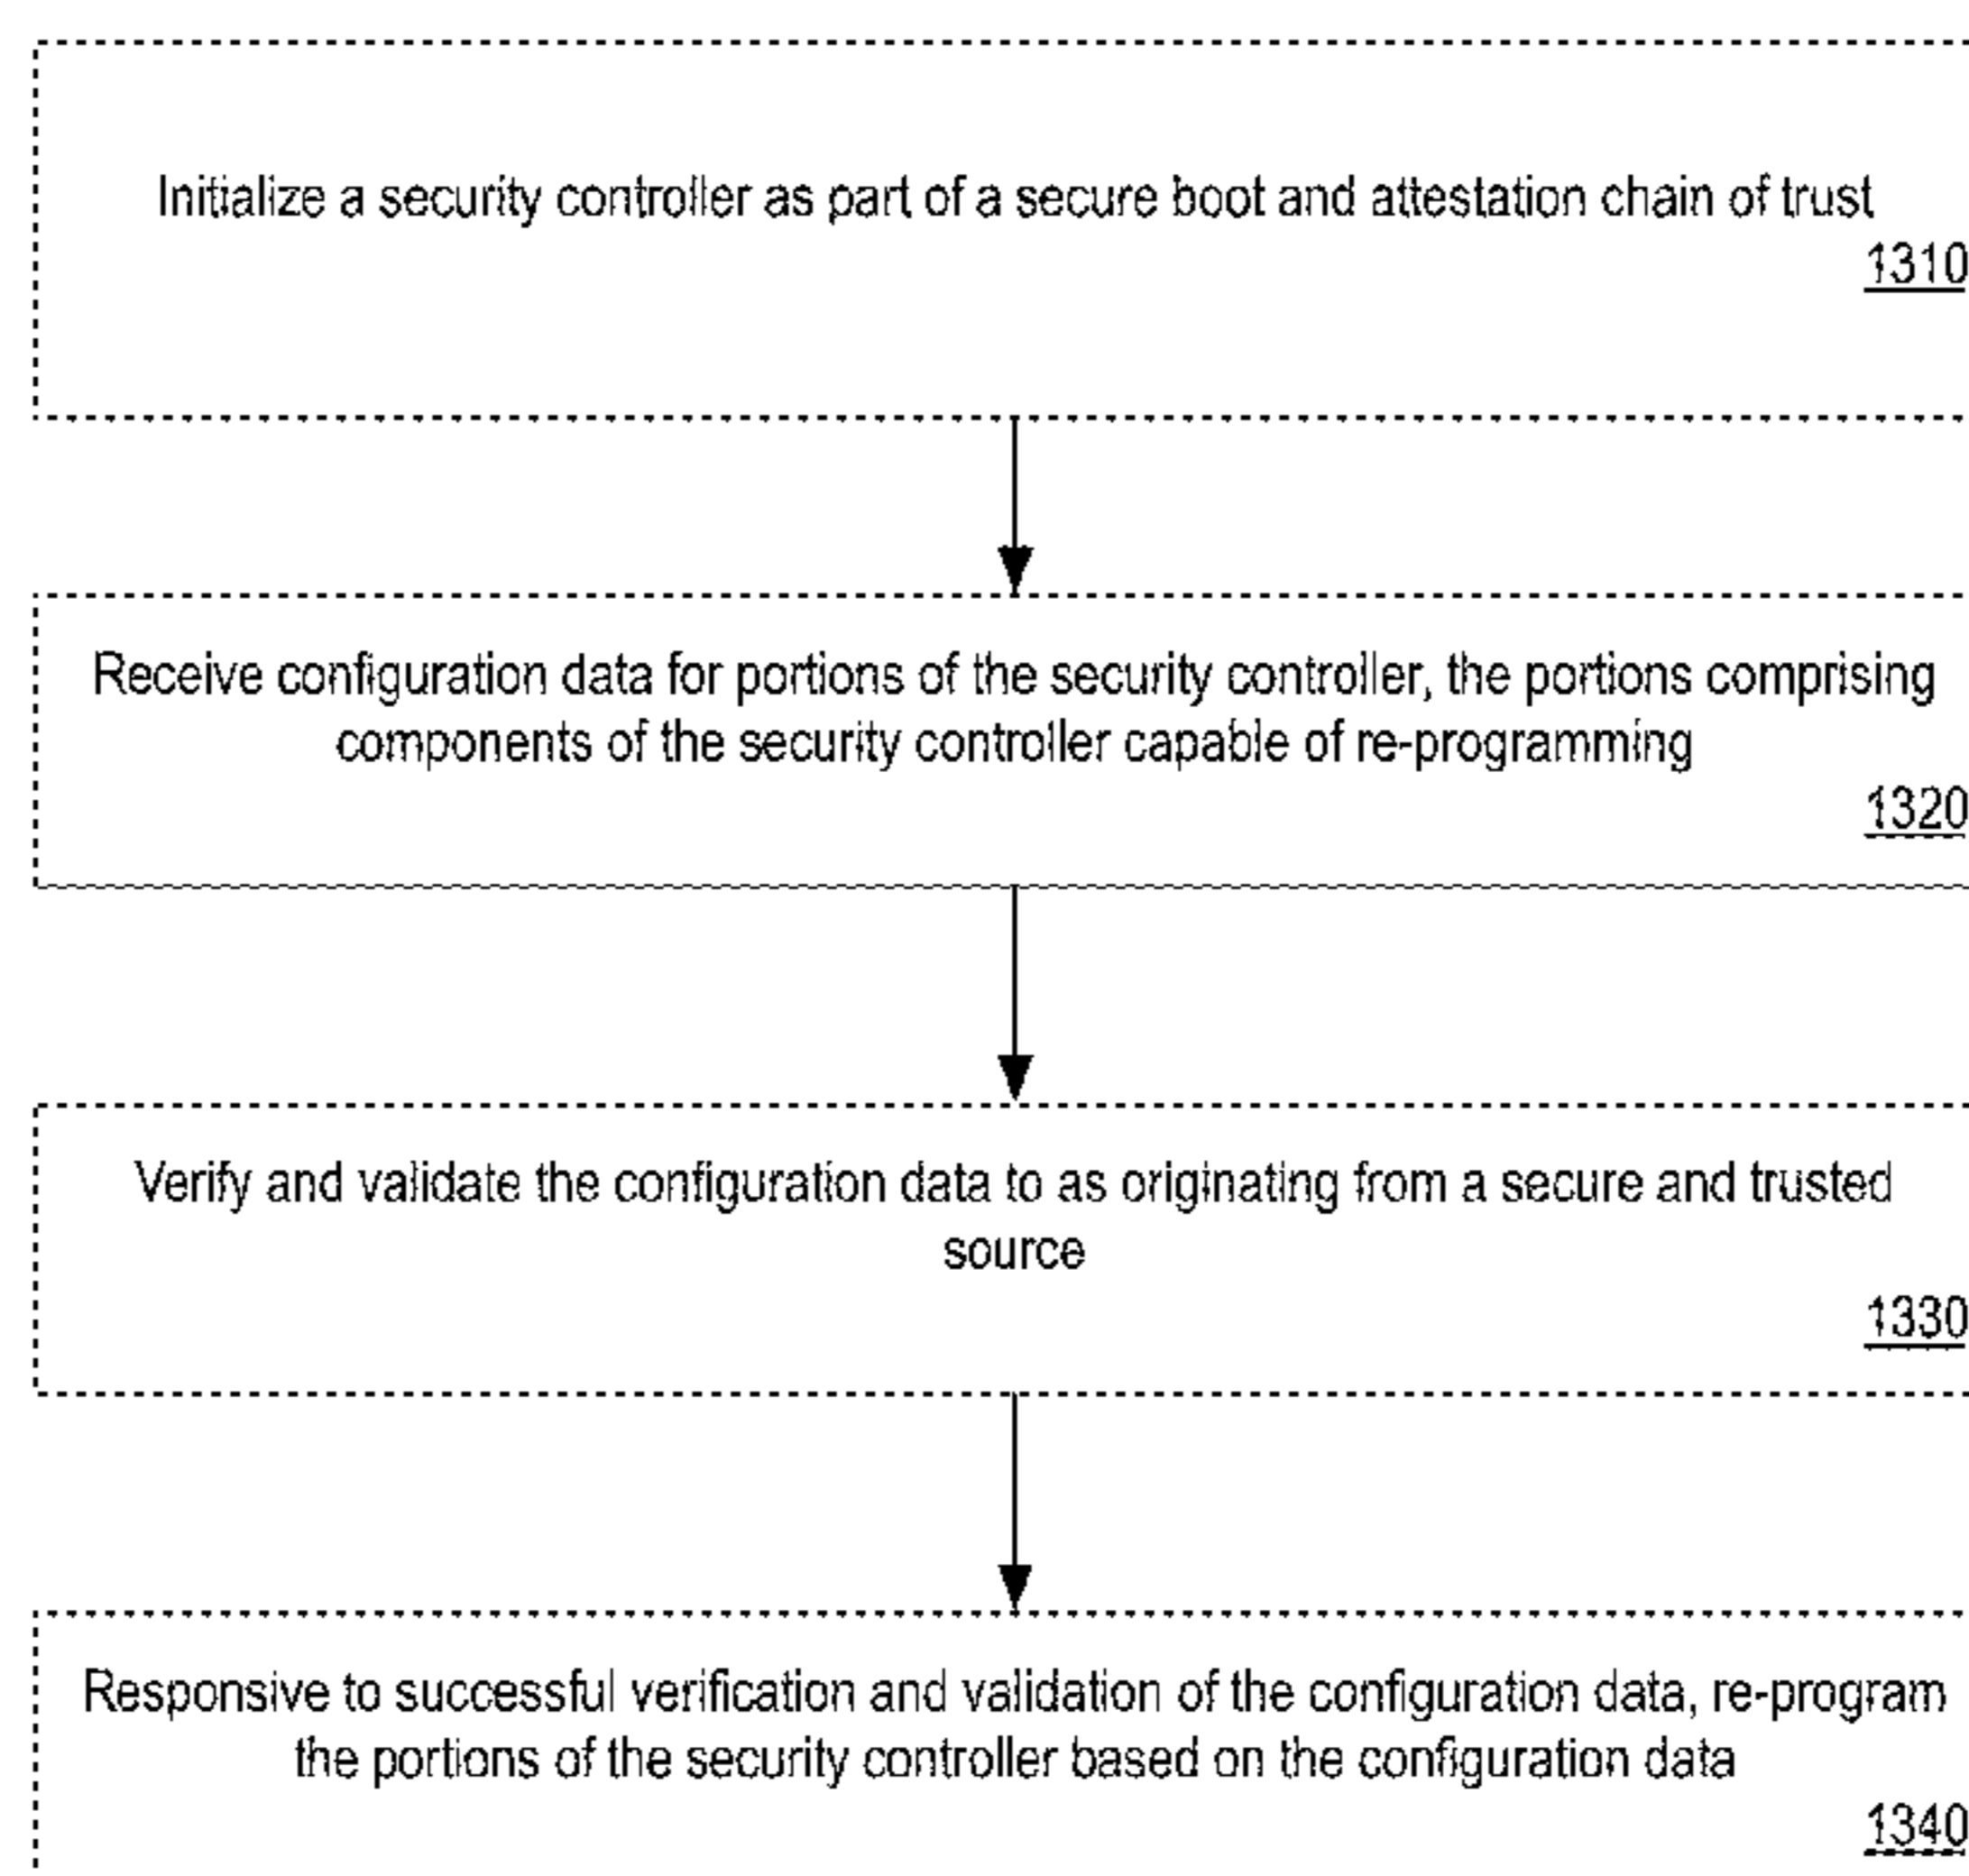 Initialize a security controller as part of a secure boot and attestation chain of trust
1310
Receive configuration data for portions of the security controller, the portions comprising
components of the security controller capable of re-programming
1320
Verify and validate the configuration data to as originating from a secure and trusted
source
1330
Responsive to successful verification and validation of the configuration data, re-program
the portions of the security controller based on the configuration data
1340